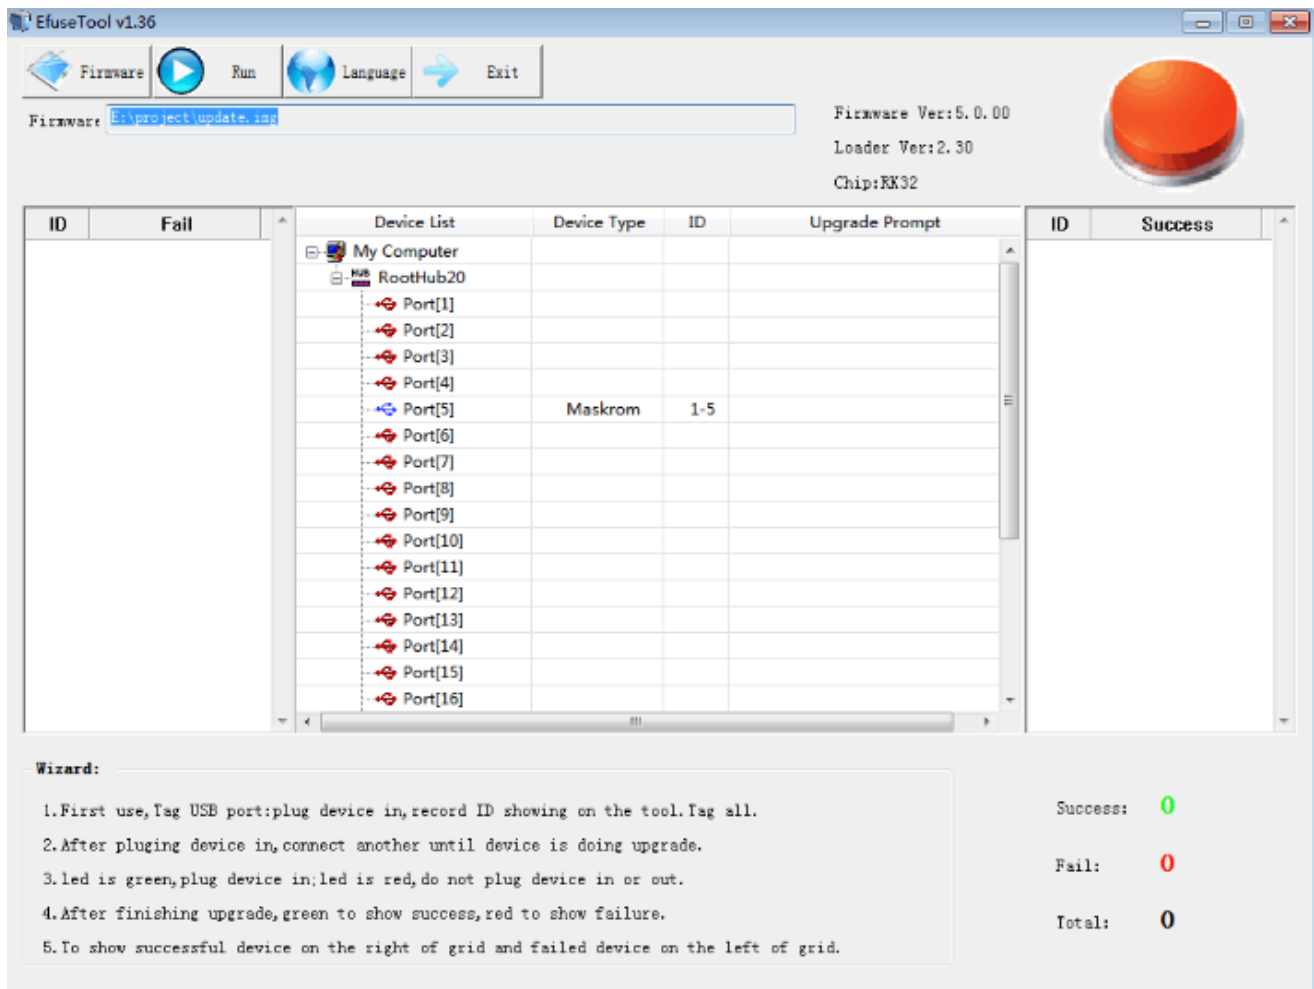 EfuseTool v1.36
Firmware Run Language Exit
Firmware E:\project\update.img
Firmware Ver:5.0.00
Loader Ver:2.30
Chip:RK32
ID Fail
Device List Device Type ID Upgrade Prompt
My Computer
HUB RootHub20
Port[1]
Port[2]
Port[3]
Port[4]
Port[5] Maskrom 1-5
Port[6]
Port[7]
Port[8]
Port[9]
Port[10]
Port[11]
Port[12]
Port[13]
Port[14]
Port[15]
Port[16]
ID Success
Wizard:
1.First use,Tag USB port:plug device in,record ID showing on the tool.Tag all.
2.After pluging device in,connect another until device is doing upgrade.
3.led is green,plug device in;led is red,do not plug device in or out.
4.After finishing upgrade,green to show success,red to show failure.
5.To show successful device on the right of grid and failed device on the left of grid.
Success: 0
Fail: 0
Total: 0